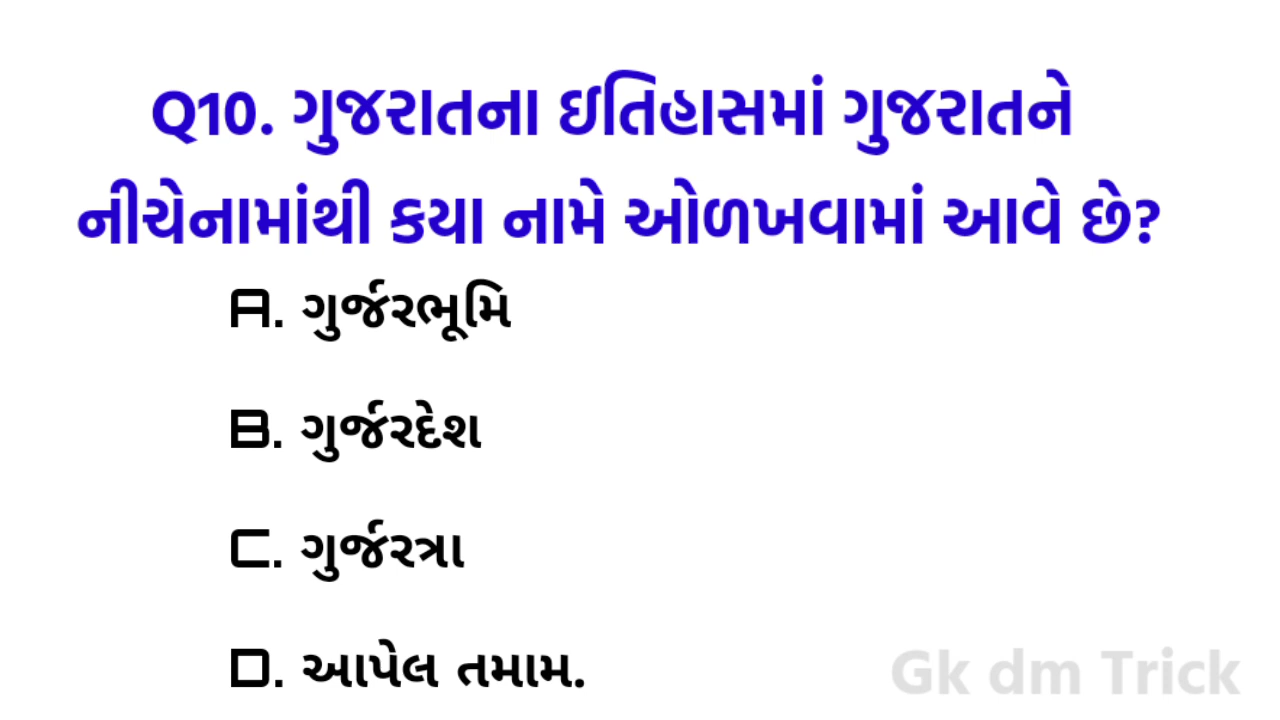 Q10. ગુજરાતના ઇતિહાસમાં ગુજરાતને
નીચેનામાંથી કયા નામે ઓળખવામાં આવે છે?
A. ગુર્જરભૂમિ
B. ગુર્જરદેશ
C. ગુર્જરત્રા
D. આપેલ તમામ.
Gk dm Trick